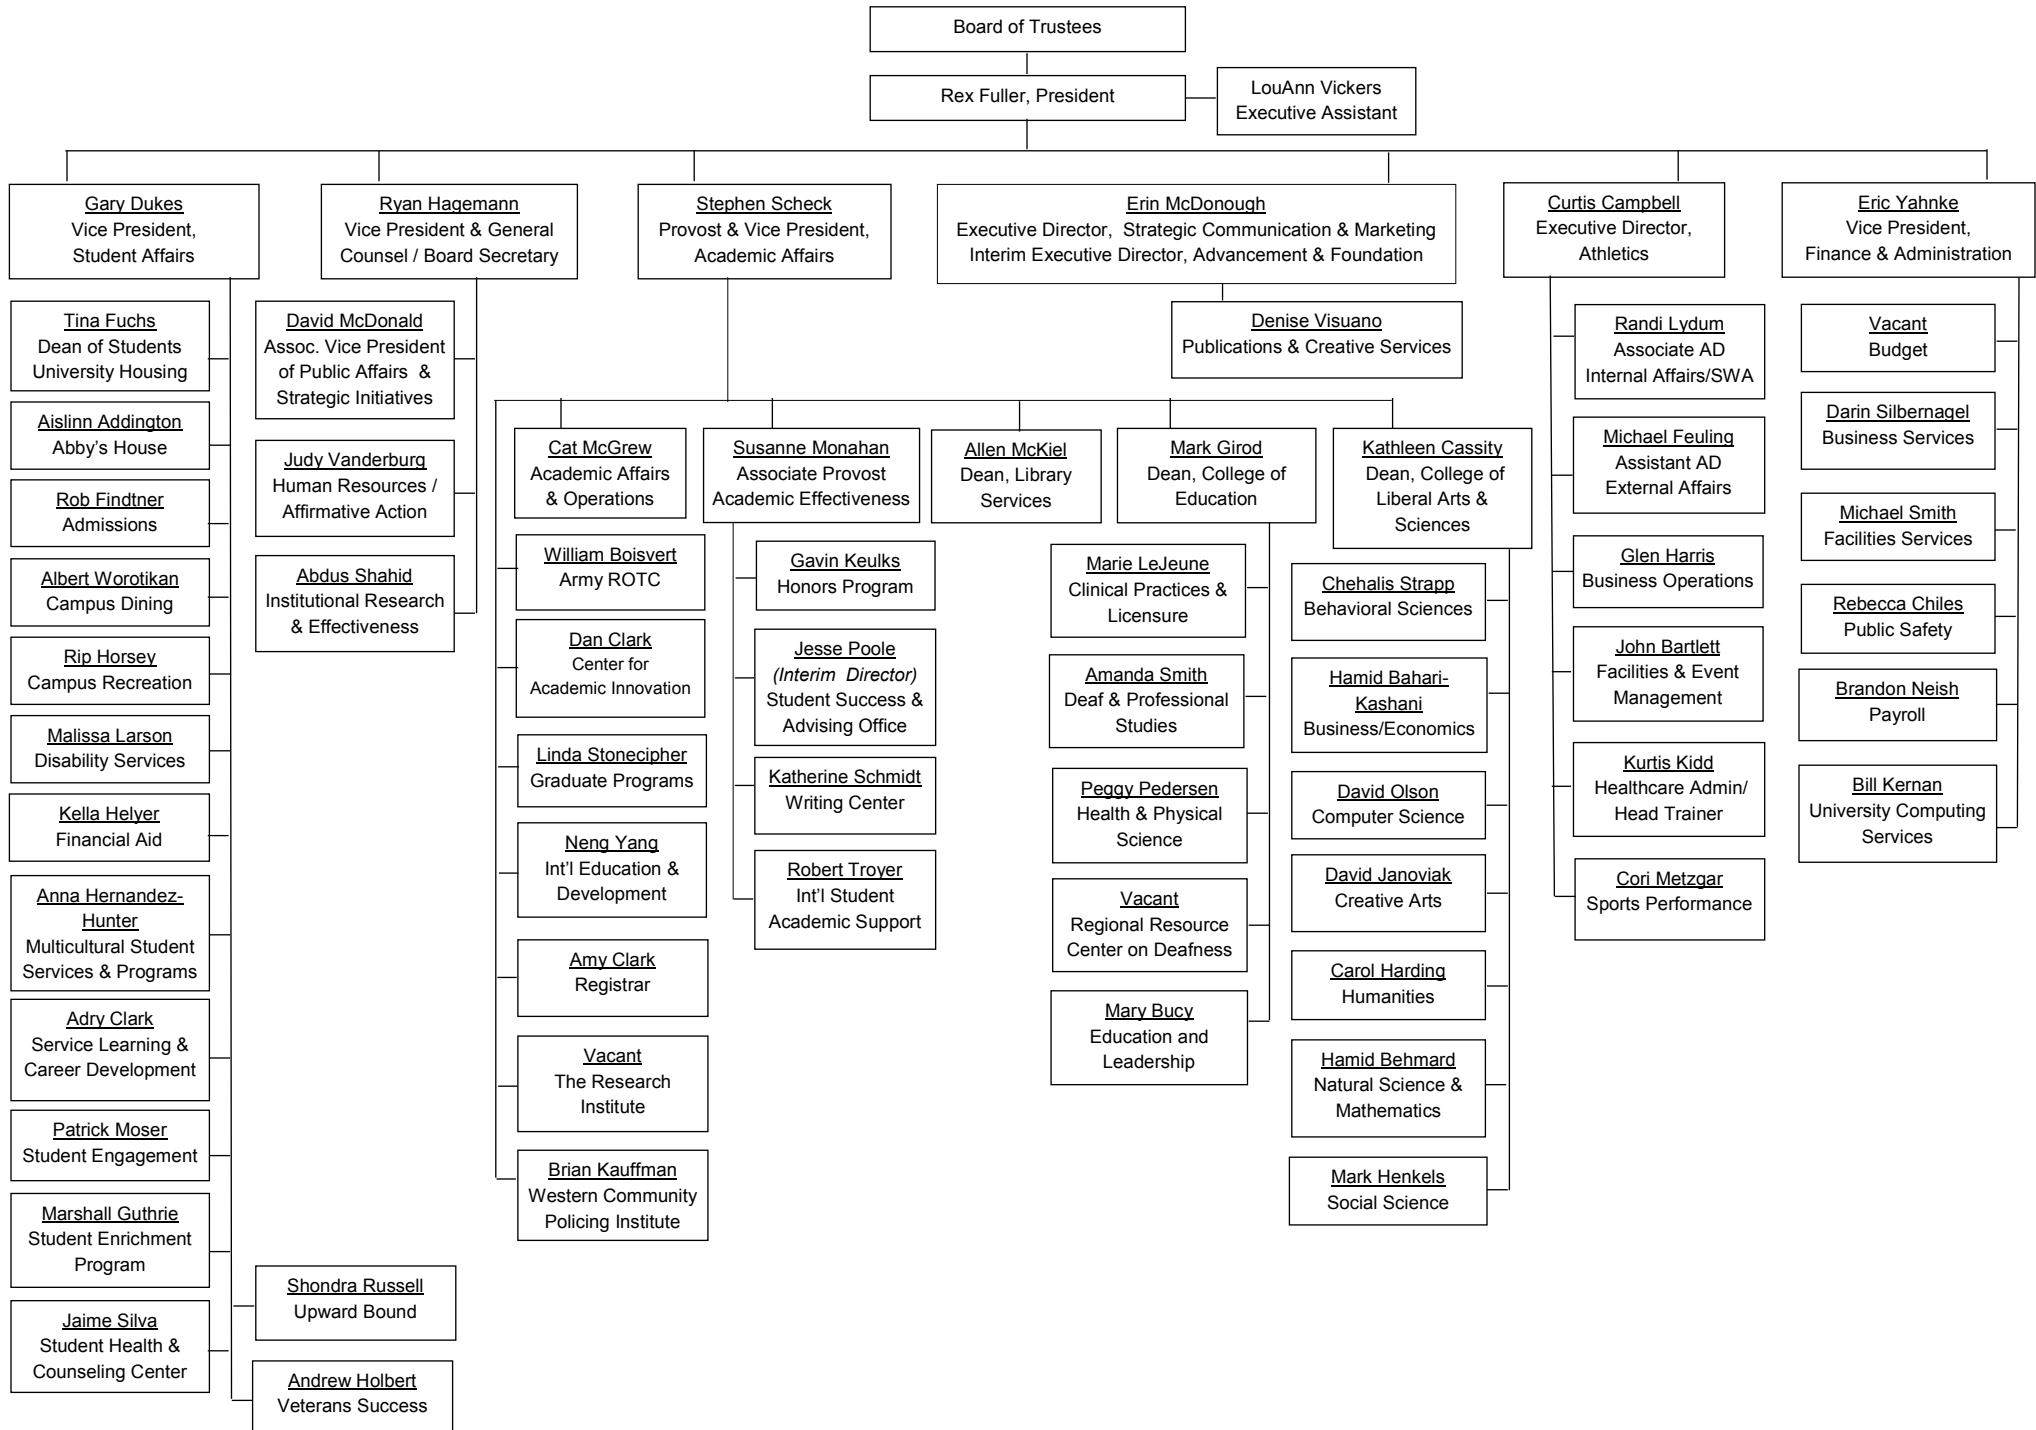 Board of Trustees
Rex Fuller, President
LouAnn Vickers
Executive Assistant
Gary Dukes
Vice President,
Student Affairs
Ryan Hagemann
Vice President & General
Counsel / Board Secretary
Stephen Scheck
Provost & Vice President,
Academic Affairs
Erin McDonough
Executive Director, Strategic Communication & Marketing
Interim Executive Director, Advancement & Foundation
Curtis Campbell
Executive Director,
Athletics
Eric Yahnke
Vice President,
Finance & Administration
Tina Fuchs
Dean of Students
University Housing
Aislinn Addington
Abby’s House
Rob Findtner
Admissions
Albert Worotikan
Campus Dining
Rip Horsey
Campus Recreation
Malissa Larson
Disability Services
Kella Helyer
Financial Aid
Anna Hernandez-
Hunter
Multicultural Student
Services & Programs
Adry Clark
Service Learning &
Career Development
Patrick Moser
Student Engagement
Marshall Guthrie
Student Enrichment
Program
Jaime Silva
Student Health &
Counseling Center
Shondra Russell
Upward Bound
Andrew Holbert
Veterans Success
David McDonald
Assoc. Vice President
of Public Affairs &
Strategic Initiatives
Judy Vanderburg
Human Resources /
Affirmative Action
Abdus Shahid
Institutional Research
& Effectiveness
Cat McGrew
Academic Affairs
& Operations
William Boisvert
Army ROTC
Dan Clark
Center for
Academic Innovation
Linda Stonecipher
Graduate Programs
Neng Yang
Int’l Education &
Development
Amy Clark
Registrar
Vacant
The Research
Institute
Brian Kauffman
Western Community
Policing Institute
Susanne Monahan
Associate Provost
Academic Effectiveness
Gavin Keulks
Honors Program
Jesse Poole
(Interim Director)
Student Success &
Advising Office
Katherine Schmidt
Writing Center
Robert Troyer
Int’l Student
Academic Support
Allen McKiel
Dean, Library
Services
Mark Girod
Dean, College of
Education
Marie LeJeune
Clinical Practices &
Licensure
Amanda Smith
Deaf & Professional
Studies
Peggy Pedersen
Health & Physical
Science
Vacant
Regional Resource
Center on Deafness
Mary Bucy
Education and
Leadership
Kathleen Cassity
Dean, College of
Liberal Arts &
Sciences
Chehalis Strapp
Behavioral Sciences
Hamid Bahari-
Kashani
Business/Economics
David Olson
Computer Science
David Janoviak
Creative Arts
Carol Harding
Humanities
Hamid Behmard
Natural Science &
Mathematics
Mark Henkels
Social Science
Denise Visuano
Publications & Creative Services
Randi Lydum
Associate AD
Internal Affairs/SWA
Michael Feuling
Assistant AD
External Affairs
Glen Harris
Business Operations
John Bartlett
Facilities & Event
Management
Kurtis Kidd
Healthcare Admin/
Head Trainer
Cori Metzgar
Sports Performance
Vacant
Budget
Darin Silbernagel
Business Services
Michael Smith
Facilities Services
Rebecca Chiles
Public Safety
Brandon Neish
Payroll
Bill Kernan
University Computing
Services